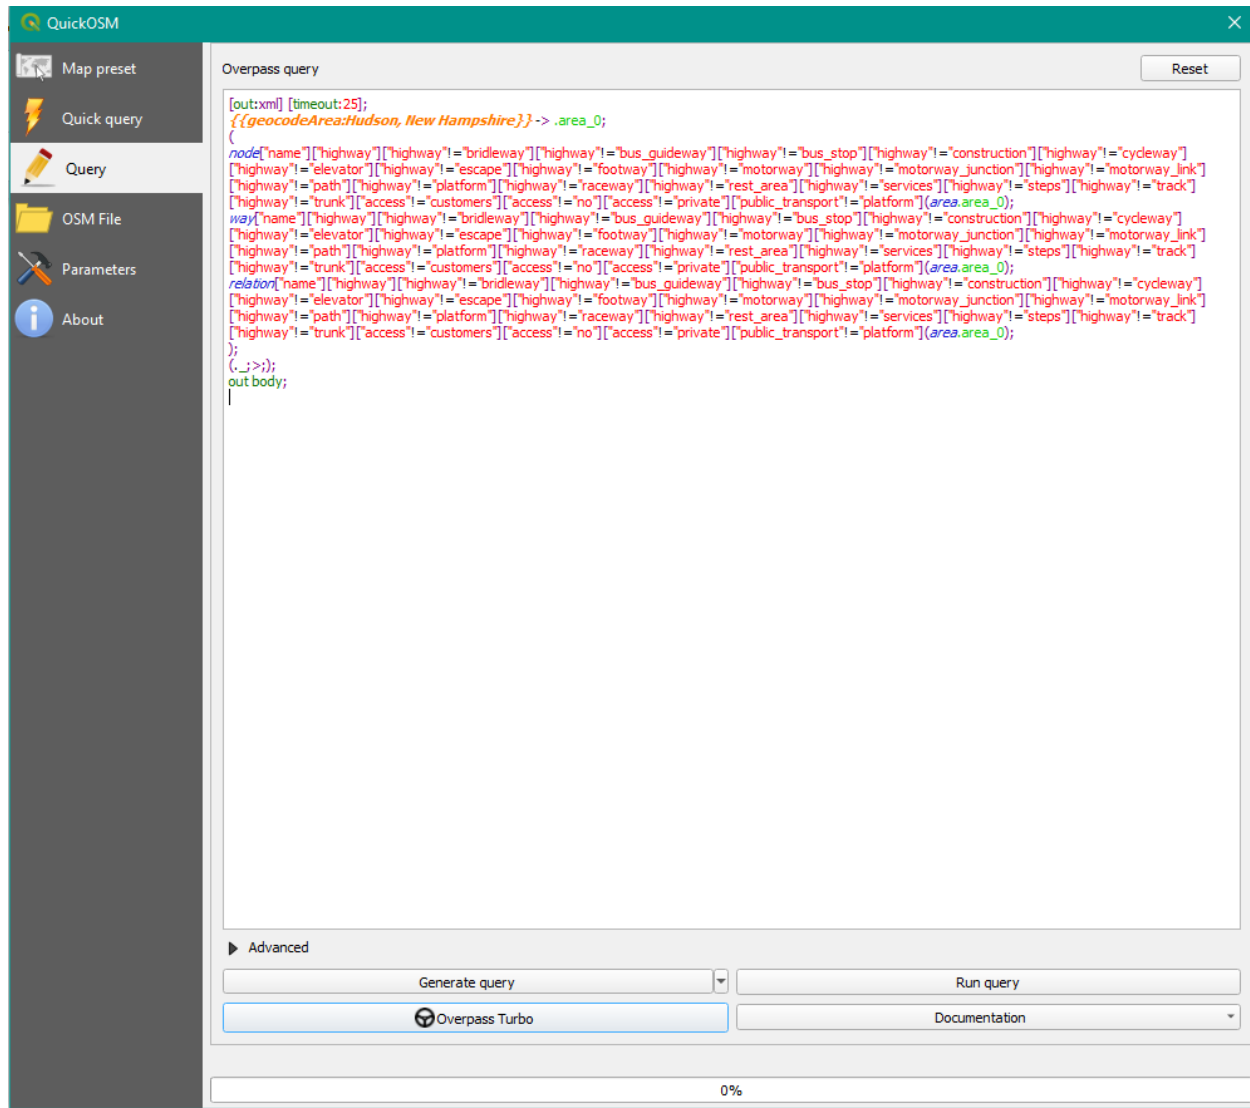 QuickOSM
Map preset
Quick query
Query
OSM File
Parameters
About
Overpass query
Reset
[out:xml] [timeout:25];
{{geocodeArea:Hudson, New Hampshire}} -> .area_0;
(
node["name"]["highway"]["highway"!="bridleway"]["highway"!="bus_guideway"]["highway"!="bus_stop"]["highway"!="construction"]["highway"!="cycleway"]
["highway"!="elevator"]["highway"!="escape"]["highway"!="footway"]["highway"!="motorway"]["highway"!="motorway_junction"]["highway"!="motorway_link"]
["highway"!="path"]["highway"!="platform"]["highway"!="raceway"]["highway"!="rest_area"]["highway"!="services"]["highway"!="steps"]["highway"!="track"]
["highway"!="trunk"]["access"!="customers"]["access"!="no"]["access"!="private"]["public_transport"!="platform"](area.area_0);
way["name"]["highway"]["highway"!="bridleway"]["highway"!="bus_guideway"]["highway"!="bus_stop"]["highway"!="construction"]["highway"!="cycleway"]
["highway"!="elevator"]["highway"!="escape"]["highway"!="footway"]["highway"!="motorway"]["highway"!="motorway_junction"]["highway"!="motorway_link"]
["highway"!="path"]["highway"!="platform"]["highway"!="raceway"]["highway"!="rest_area"]["highway"!="services"]["highway"!="steps"]["highway"!="track"]
["highway"!="trunk"]["access"!="customers"]["access"!="no"]["access"!="private"]["public_transport"!="platform"](area.area_0);
relation["name"]["highway"]["highway"!="bridleway"]["highway"!="bus_guideway"]["highway"!="bus_stop"]["highway"!="construction"]["highway"!="cycleway"]
["highway"!="elevator"]["highway"!="escape"]["highway"!="footway"]["highway"!="motorway"]["highway"!="motorway_junction"]["highway"!="motorway_link"]
["highway"!="path"]["highway"!="platform"]["highway"!="raceway"]["highway"!="rest_area"]["highway"!="services"]["highway"!="steps"]["highway"!="track"]
["highway"!="trunk"]["access"!="customers"]["access"!="no"]["access"!="private"]["public_transport"!="platform"](area.area_0);
);
(._;>;);
out body;
Advanced
Generate query
Run query
Overpass Turbo
Documentation
0%